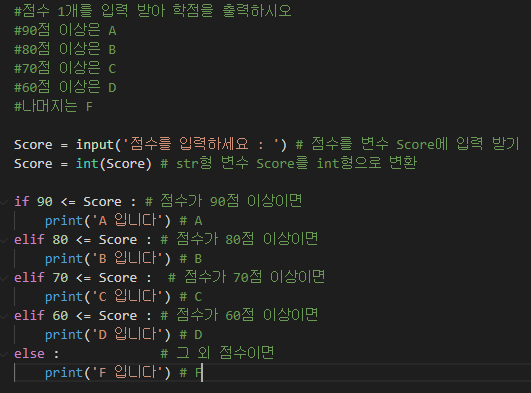 #점수 1개를 입력 받아 학점을 출력하시오
#90점 이상은 A
#80점 이상은 B
#70점 이상은 C
#60점 이상은 D
#나머지는 F
Score = input('점수를 입력하세요 : ') # 점수를 변수 Score에 입력 받기
Score = int(Score) # str형 변수 Score를 int형으로 변환
if 90 <= Score : # 점수가 90점 이상이면
    print('A 입니다') # A
elif 80 <= Score : # 점수가 80점 이상이면
    print('B 입니다') # B
elif 70 <= Score :  # 점수가 70점 이상이면
    print('C 입니다') # C
elif 60 <= Score : # 점수가 60점 이상이면
    print('D 입니다') # D
else :             # 그 외 점수이면
    print('F 입니다') # F